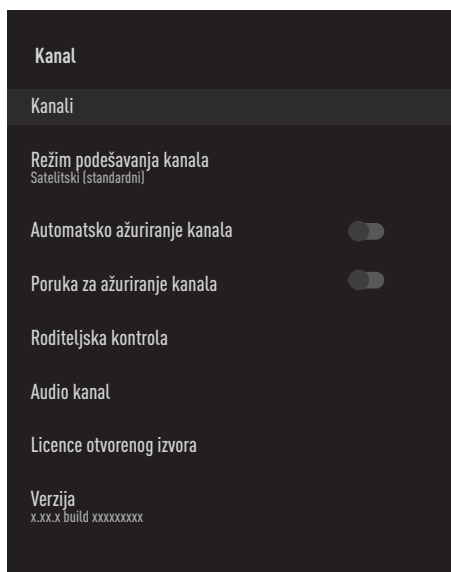 Kanal
Kanali
Režim podešavanja kanala
Satelitski (standardni)
Automatsko ažuriranje kanala
Poruka za ažuriranje kanala
Roditeljska kontrola
Audio kanal
Licence otvorenog izvora
Verzija
x.xx.x build xxxxxxxxx